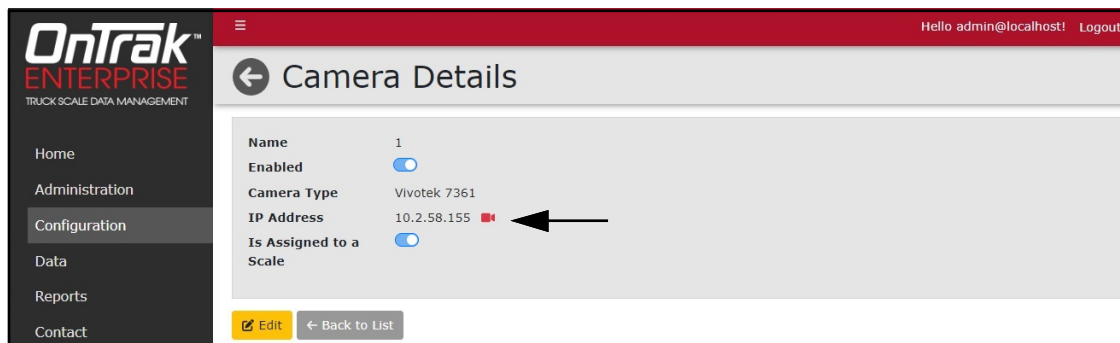 OnTrak™
ENTERPRISE
TRUCK SCALE DATA MANAGEMENT
Home
Administration
Configuration
Data
Reports
Contact
Hello admin@localhost! Logout
Camera Details
Name 1
Enabled
Camera Type Vivotek 7361
IP Address 10.2.58.155
Is Assigned to a
Scale
Edit ← Back to List